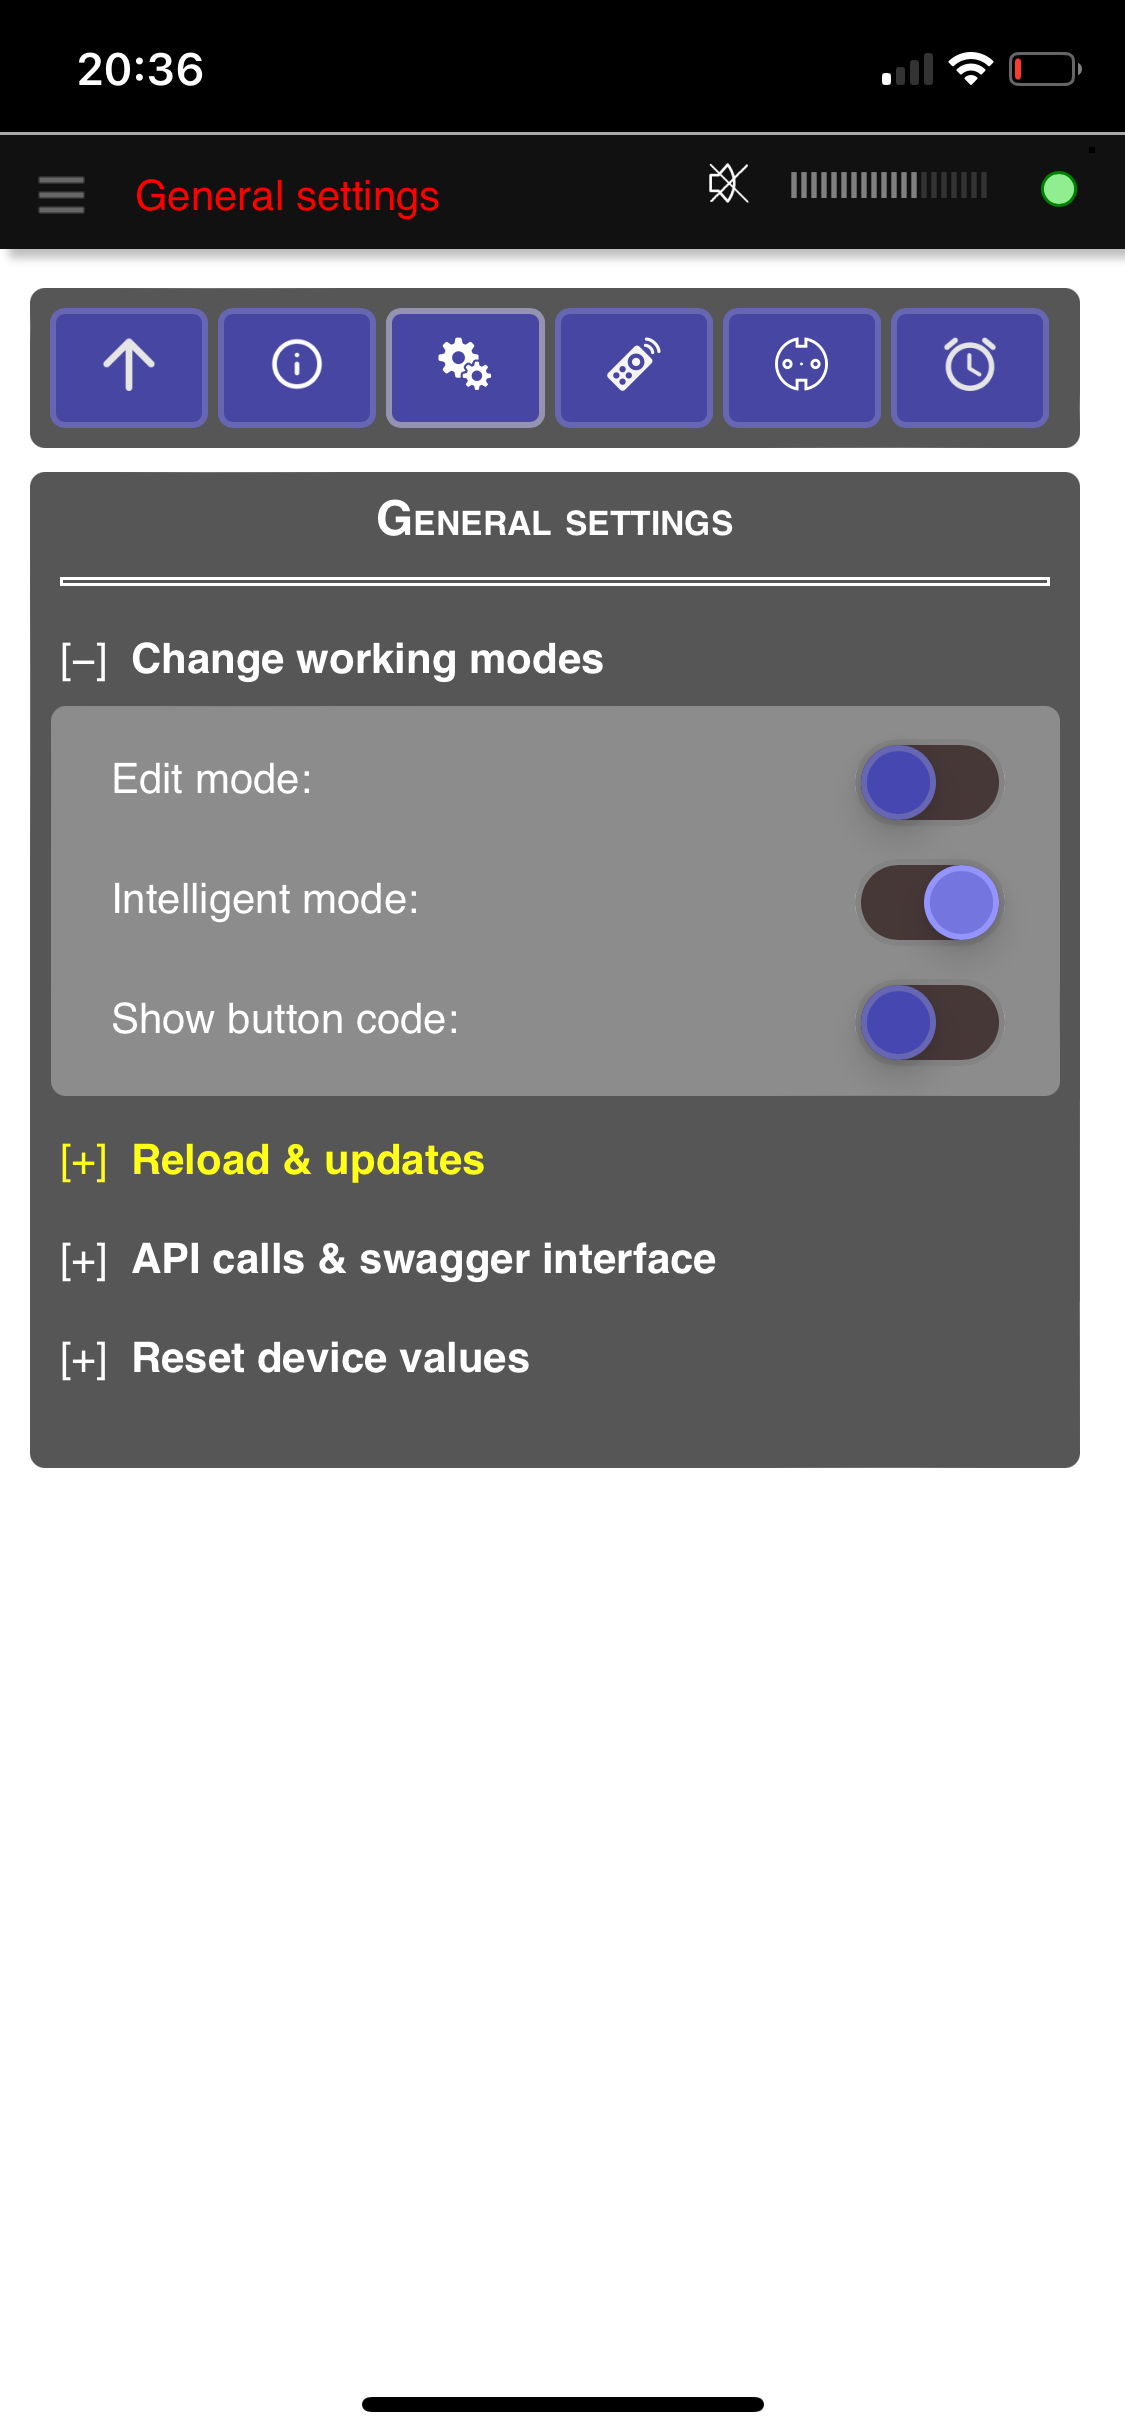 20:36
General settings
General settings
[–] Change working modes
Edit mode:
Intelligent mode:
Show button code:
[+] Reload & updates
[+] API calls & swagger interface
[+] Reset device values